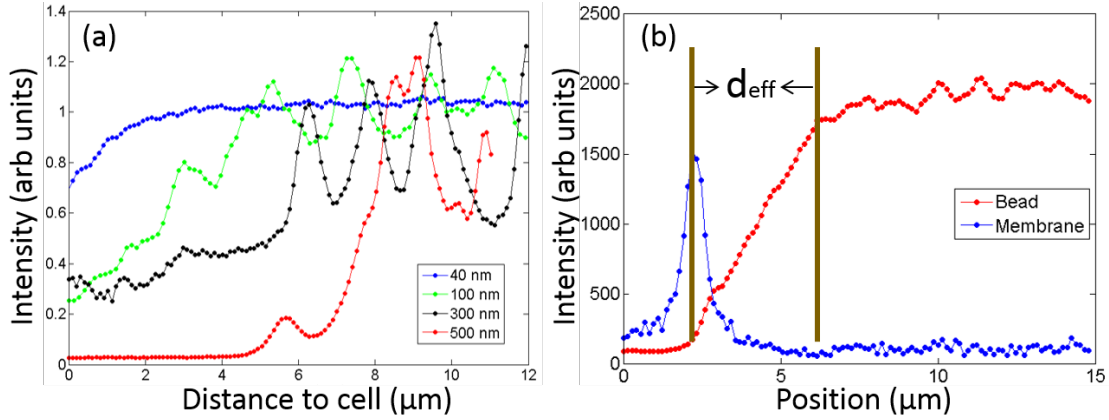 (a)
Intensity (arb units)
1.4
1.2
1
0.8
0.6
0.4
0.2
0
0 2 4 6 8 10 12
Distance to cell (μm)
40 nm
100 nm
300 nm
500 nm
(b)
Intensity (arb units)
2500
2000
1500
1000
500
0
0 5 10 15
Position (μm)
deff
Bead
Membrane